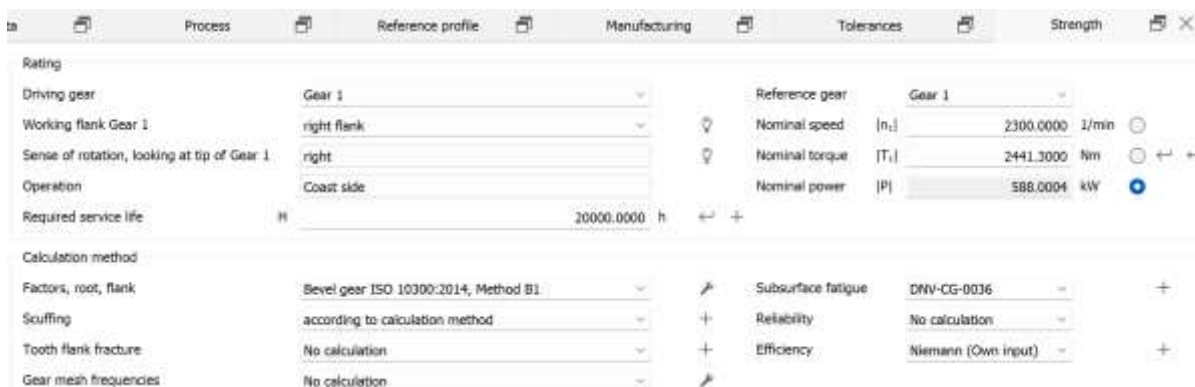 ta Process Reference profile Manufacturing Tolerances Strength
Rating
Driving gear Gear 1 Reference gear Gear 1
Working flank Gear 1 right flank Nominal speed |n₁| 2300.0000 1/min
Sense of rotation, looking at tip of Gear 1 right Nominal torque |T₁| 2441.3000 Nm
Operation Coast side Nominal power |P| 588.0004 kW
Required service life H 20000.0000 h
Calculation method
Factors, root, flank Bevel gear ISO 10300:2014, Method B1 Subsurface fatigue DNV-CG-0036
Scuffing according to calculation method Reliability No calculation
Tooth flank fracture No calculation Efficiency Niemann (Own input)
Gear mesh frequencies No calculation